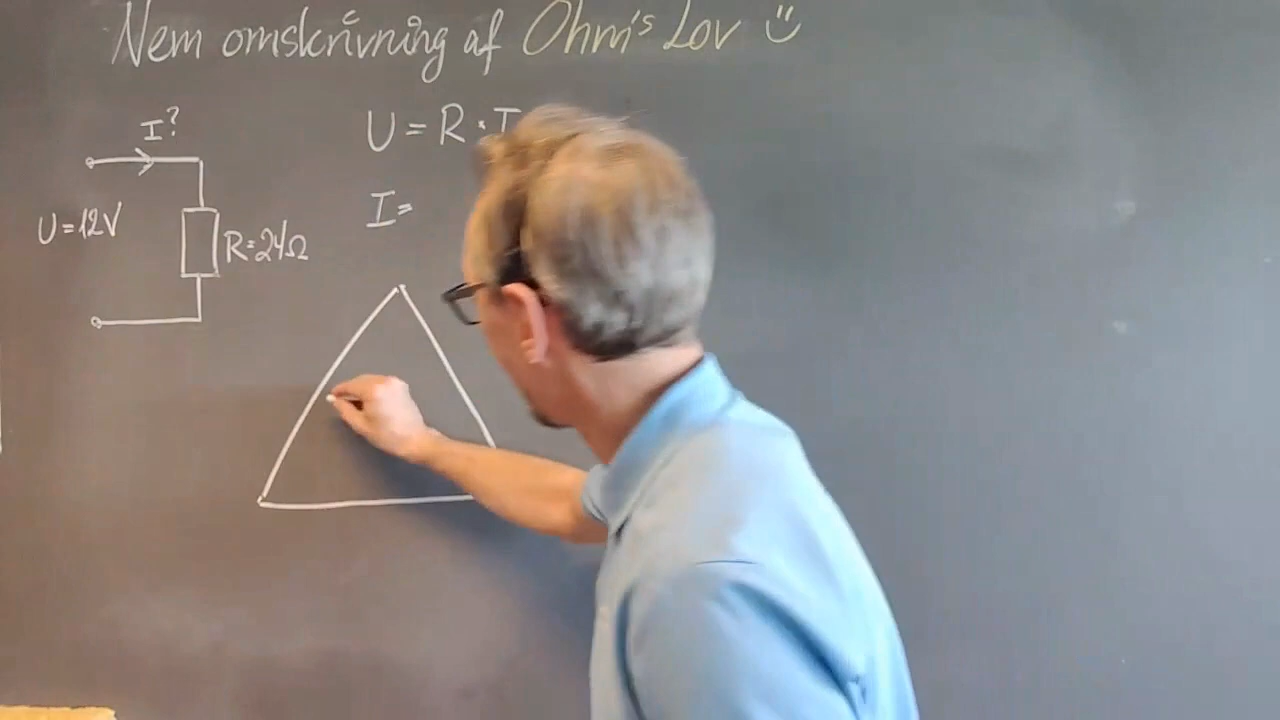 Nem omskrivning af Ohm's Lov
I?
U = R · I
U=12V
I=
R=24Ω